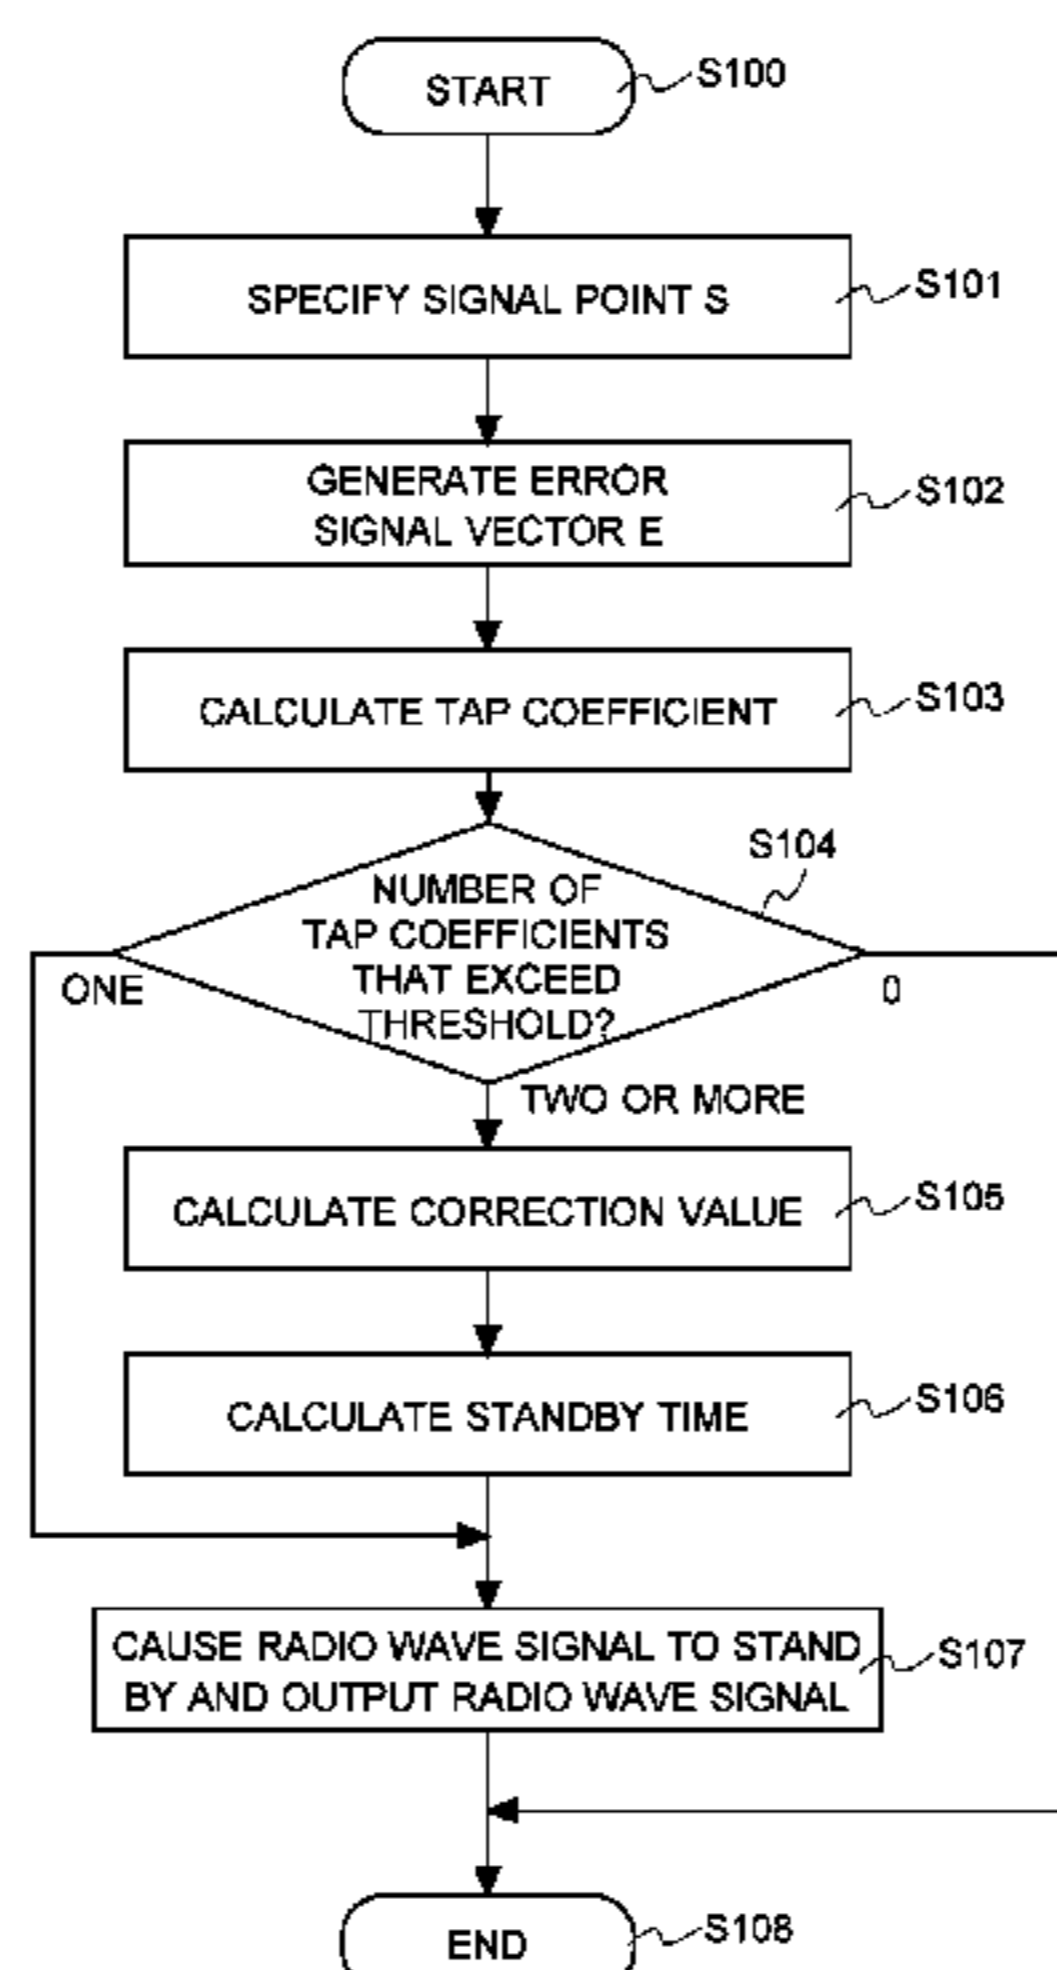 START
S100
SPECIFY SIGNAL POINT S
S101
GENERATE ERROR
SIGNAL VECTOR E
S102
CALCULATE TAP COEFFICIENT
S103
S104
NUMBER OF
TAP COEFFICIENTS
THAT EXCEED
THRESHOLD?
ONE
0
TWO OR MORE
CALCULATE CORRECTION VALUE
S105
CALCULATE STANDBY TIME
S106
CAUSE RADIO WAVE SIGNAL TO STAND
BY AND OUTPUT RADIO WAVE SIGNAL
S107
END
S108